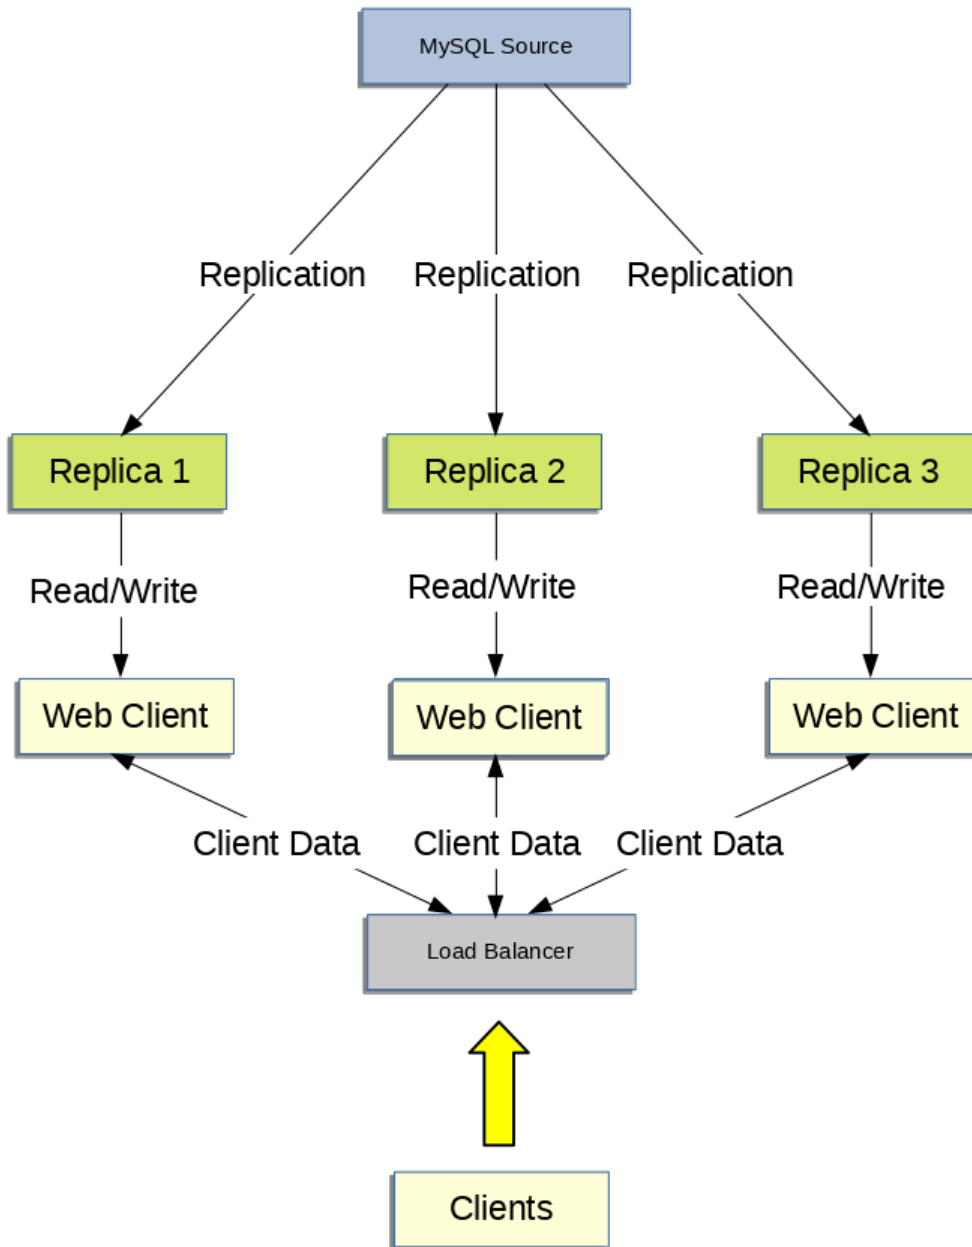 MySQL Source
Replication Replication Replication
Replica 1 Replica 2 Replica 3
Read/Write Read/Write Read/Write
Web Client Web Client Web Client
Client Data Client Data Client Data
Load Balancer
Clients